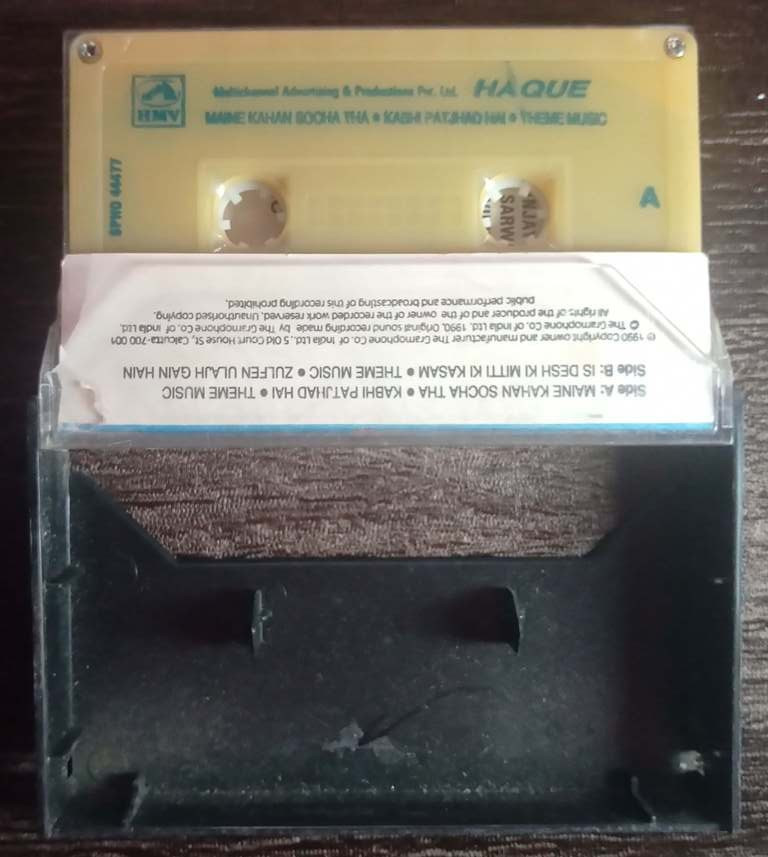 HMV
Multichannel Advertising & Productions Pvt. Ltd. HAQUE
MAINE KAHAN SOCHA THA • KABHI PATJHAD HAI • THEME MUSIC
SPHO 44477
A
NJAY
SARW
Side A: MAINE KAHAN SOCHA THA • KABHI PATJHAD HAI • THEME MUSIC
Side B: IS DESH KI MITTI KI KASAM • THEME MUSIC • ZULFEN ULAJH GAIN HAIN
℗ 1990 Copyright owner and manufacturer The Gramophone Co. of India Ltd., 5 Old Court House St, Calcutta-700 001
© The Gramophone Co. of India Ltd. 1990. Original sound recording made by The Gramophone Co. of India Ltd.
All rights of the producer and of the owner of the recorded work reserved. Unauthorised copying,
public performance and broadcasting of this recording prohibited.